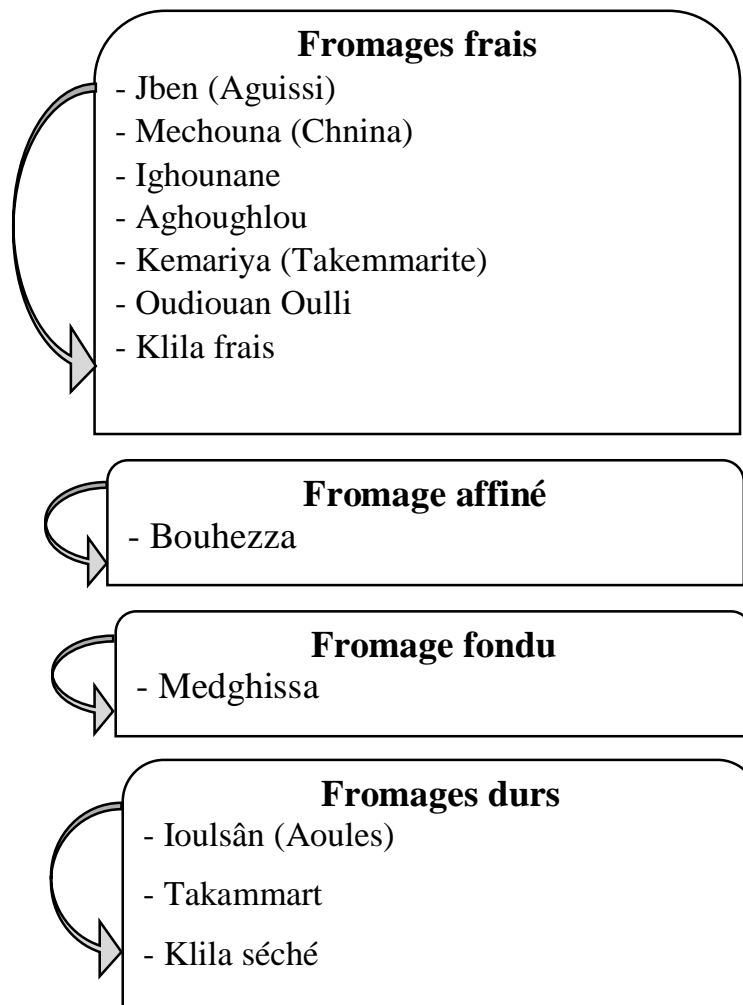 Fromages frais
- Jben (Aguissi)
- Mechouna (Chnina)
- Ighounane
- Aghoughlou
- Kemariya (Takemmarite)
- Oudiouan Oulli
- Klila frais
Fromage affiné
- Bouhezza
Fromage fondu
- Medghissa
Fromages durs
- Ioulsân (Aoules)
- Takammart
- Klila séché